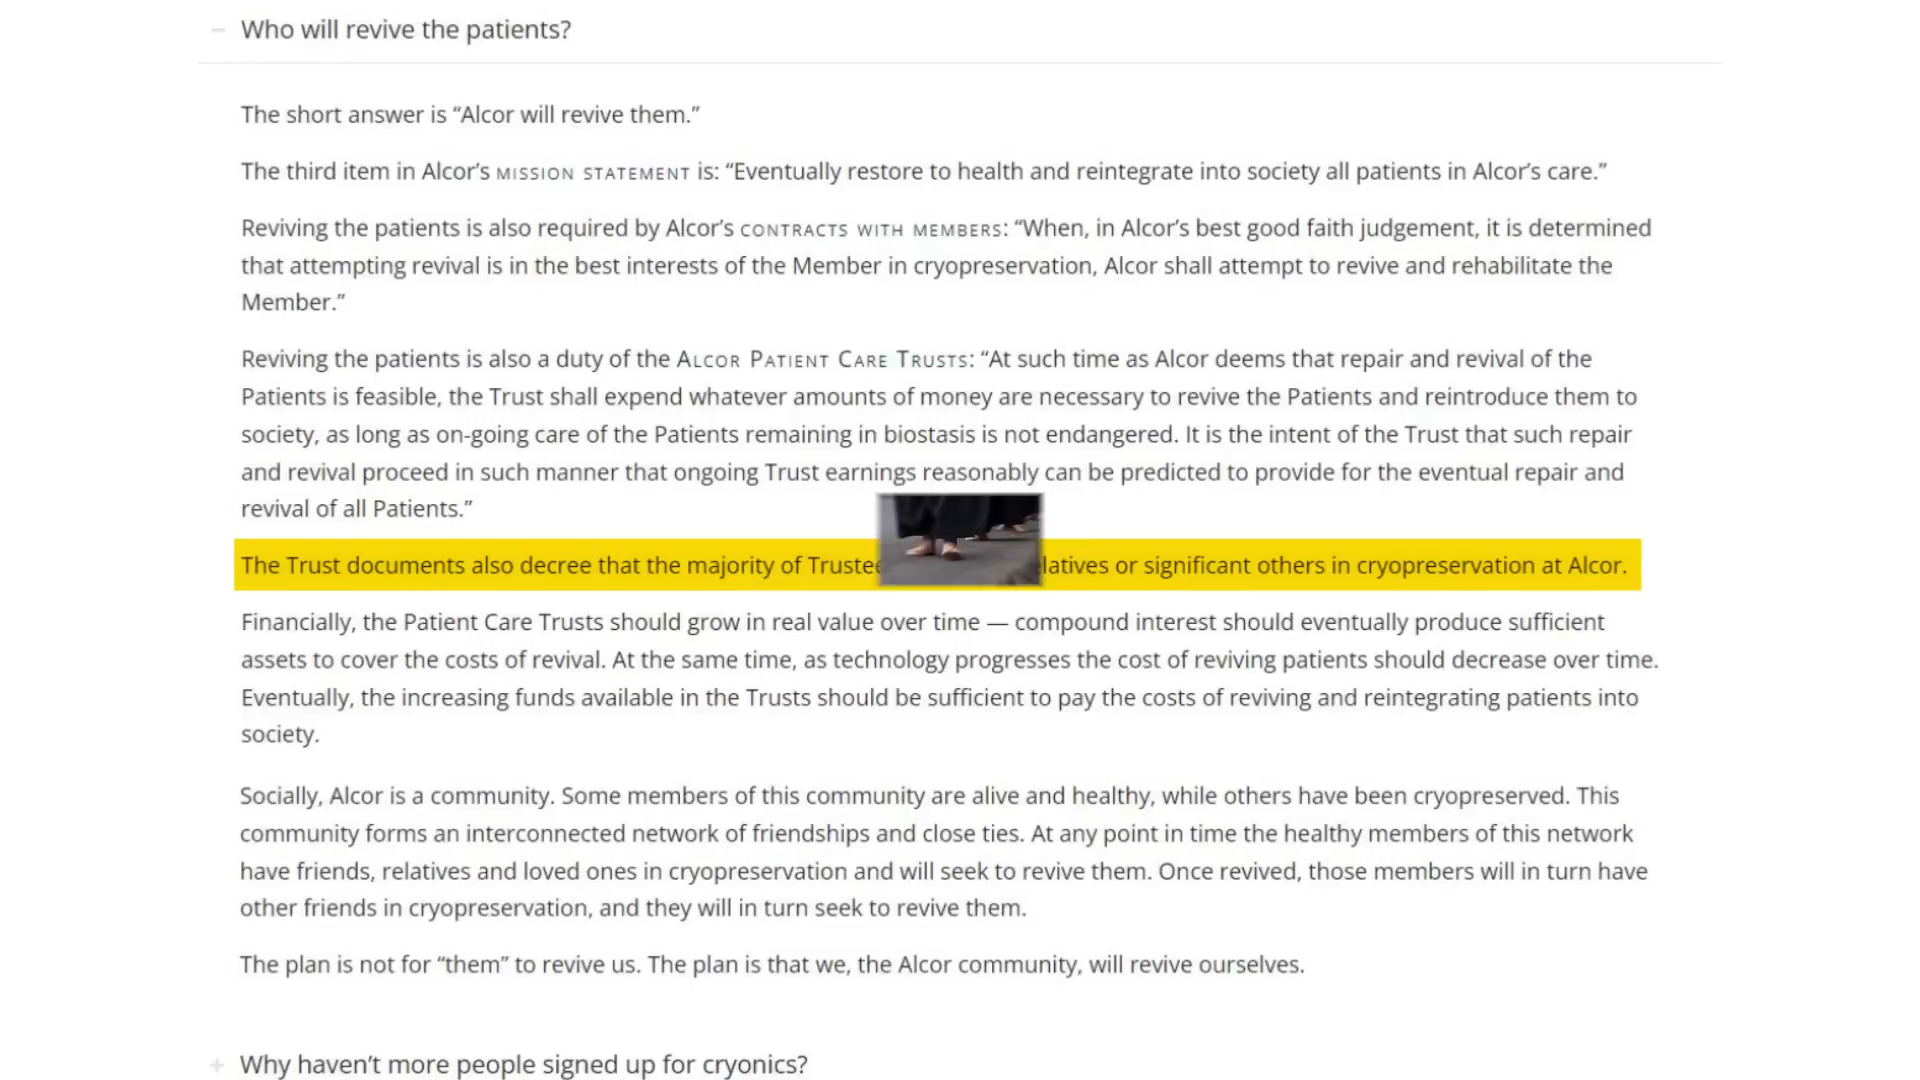 Who will revive the patients?
The short answer is “Alcor will revive them.”
The third item in Alcor’s MISSION STATEMENT is: “Eventually restore to health and reintegrate into society all patients in Alcor’s care.”
Reviving the patients is also required by Alcor’s CONTRACTS WITH MEMBERS: “When, in Alcor’s best good faith judgement, it is determined
that attempting revival is in the best interests of the Member in cryopreservation, Alcor shall attempt to revive and rehabilitate the
Member.”
Reviving the patients is also a duty of the ALCOR PATIENT CARE TRUSTS: “At such time as Alcor deems that repair and revival of the
Patients is feasible, the Trust shall expend whatever amounts of money are necessary to revive the Patients and reintroduce them to
society, as long as on-going care of the Patients remaining in biostasis is not endangered. It is the intent of the Trust that such repair
and revival proceed in such manner that ongoing Trust earnings reasonably can be predicted to provide for the eventual repair and
revival of all Patients.”
The Trust documents also decree that the majority of or significant others in cryopreservation at Alcor.
Financially, the Patient Care Trusts should grow in real value over time — compound interest should eventually produce sufficient
assets to cover the costs of revival. At the same time, as technology progresses the cost of reviving patients should decrease over time.
Eventually, the increasing funds available in the Trusts should be sufficient to pay the costs of reviving and reintegrating patients into
society.
Socially, Alcor is a community. Some members of this community are alive and healthy, while others have been cryopreserved. This
community forms an interconnected network of friendships and close ties. At any point in time the healthy members of this network
have friends, relatives and loved ones in cryopreservation and will seek to revive them. Once revived, those members will in turn have
other friends in cryopreservation, and they will in turn seek to revive them.
The plan is not for “them” to revive us. The plan is that we, the Alcor community, will revive ourselves.
Why haven’t more people signed up for cryonics?